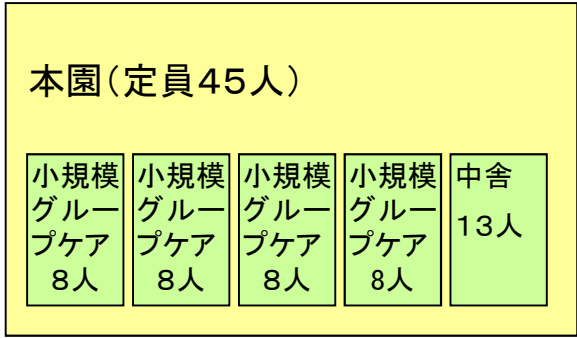 本園（定員４５人）
小規模
グルー
プケア
８人
小規模
グルー
プケア
８人
小規模
グルー
プケア
８人
小規模
グルー
プケア
8人
中舎
１３人